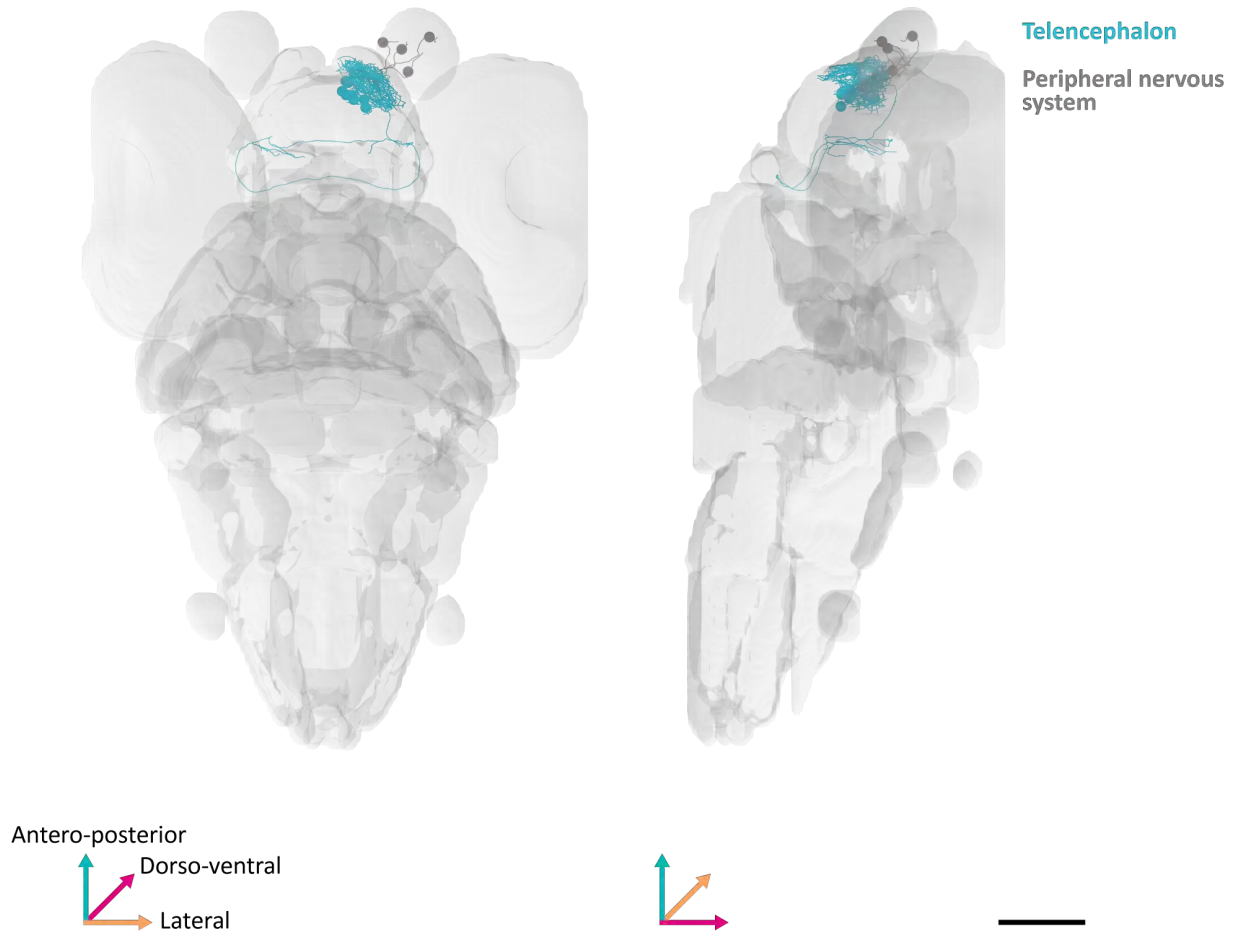 Telencephalon
Peripheral nervous
system
Antero-posterior
Dorso-ventral
Lateral